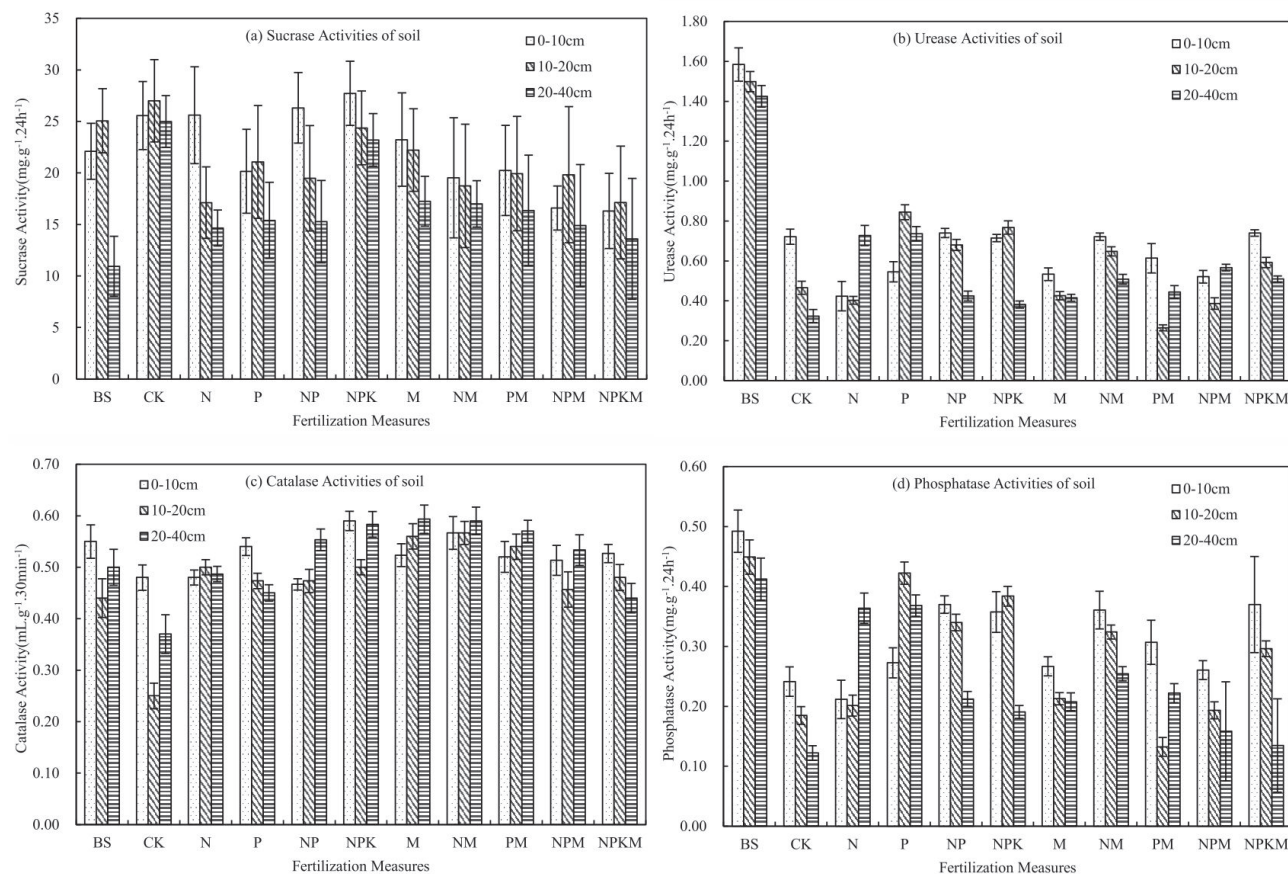 (a) Sucrase Activities of soil
0-10cm
10-20cm
20-40cm
Sucrase Activity(mg.g-1.24h-1)
35
30
25
20
15
10
5
0
BS CK N P NP NPK M NM PM NPM NPKM
Fertilization Measures
(b) Urease Activities of soil
0-10cm
10-20cm
20-40cm
Urease Activity(mg.g-1.24h-1)
1.80
1.60
1.40
1.20
1.00
0.80
0.60
0.40
0.20
0.00
BS CK N P NP NPK M NM PM NPM NPKM
Fertilization Measures
(c) Catalase Activities of soil
0-10cm
10-20cm
20-40cm
Catalase Activity(mL.g-1.30min-1)
0.70
0.60
0.50
0.40
0.30
0.20
0.10
0.00
BS CK N P NP NPK M NM PM NPM NPKM
Fertilization Measures
(d) Phosphatase Activities of soil
0-10cm
10-20cm
20-40cm
Phosphatase Activity(mg.g-1.24h-1)
0.60
0.50
0.40
0.30
0.20
0.10
0.00
BS CK N P NP NPK M NM PM NPM NPKM
Fertilization Measures